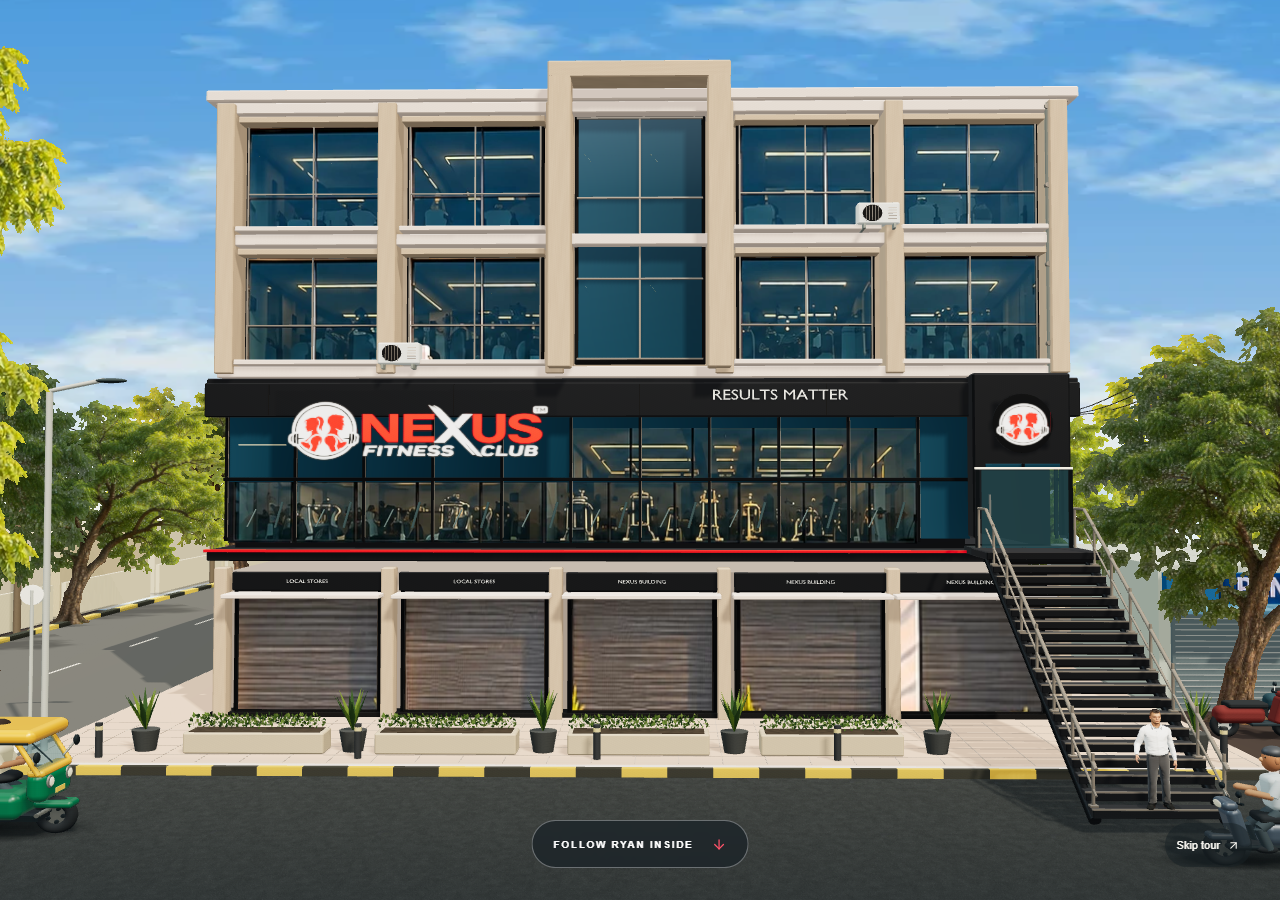 RESULTS MATTER
NEXUS
FITNESS CLUB
LOCAL STORES
LOCAL STORES
NEXUS BUILDING
NEXUS BUILDING
NEXUS BUILDING
FOLLOW RYAN INSIDE
Skip tour